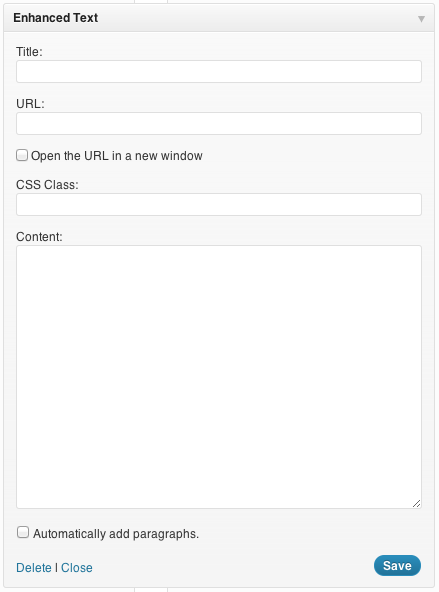 Enhanced Text
Title:
URL:
Open the URL in a new window
CSS Class:
Content:
Automatically add paragraphs.
Delete | Close
Save